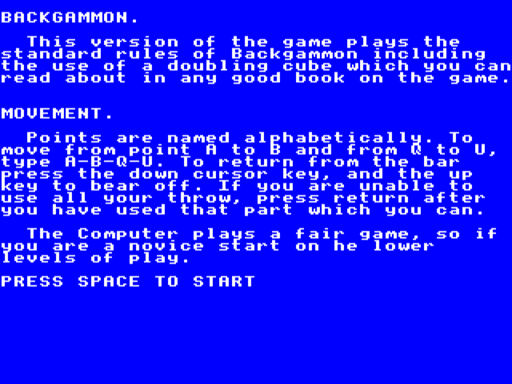 BACKGAMMON.
This version of the game plays the
standard rules of Backgammon including
the use of a doubling cube which you can
read about in any good book on the game.
MOVEMENT.
Points are named alphabetically. To
move from point A to B and from Q to U,
type A-B-Q-U. To return from the bar
press the down cursor key, and the up
key to bear off. If you are unable to
use all your throw, press return after
you have used that part which you can.
The Computer plays a fair game, so if
you are a novice start on he lower
levels of play.
PRESS SPACE TO START